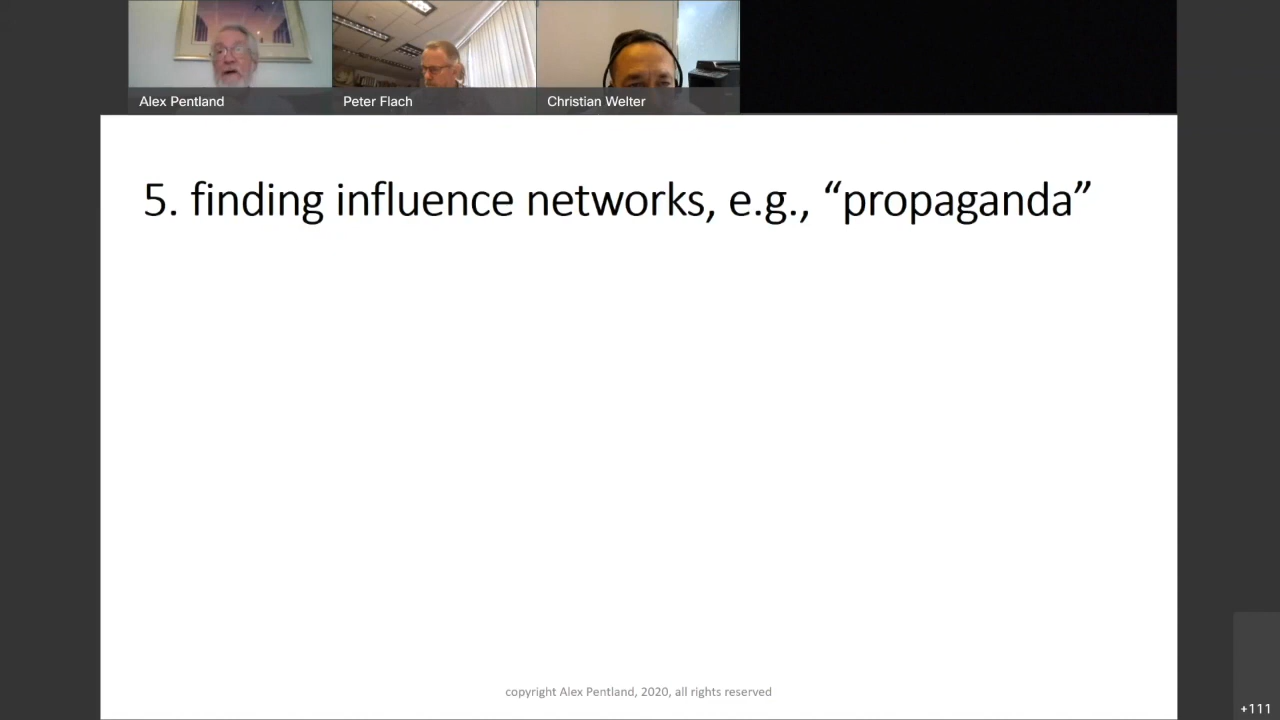 Alex Pentland
Peter Flach
Christian Welter
5. finding influence networks, e.g., “propaganda”
copyright Alex Pentland, 2020, all rights reserved
+111